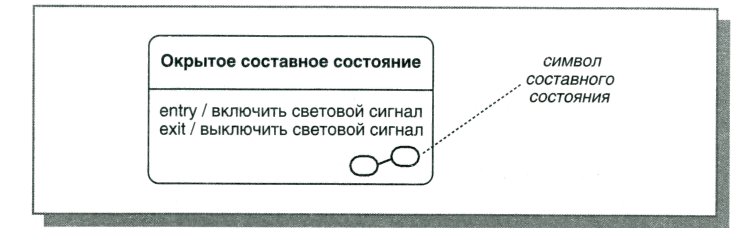 Окрытое составное состояние
entry / включить световой сигнал
exit / выключить световой сигнал
символ
составного
состояния